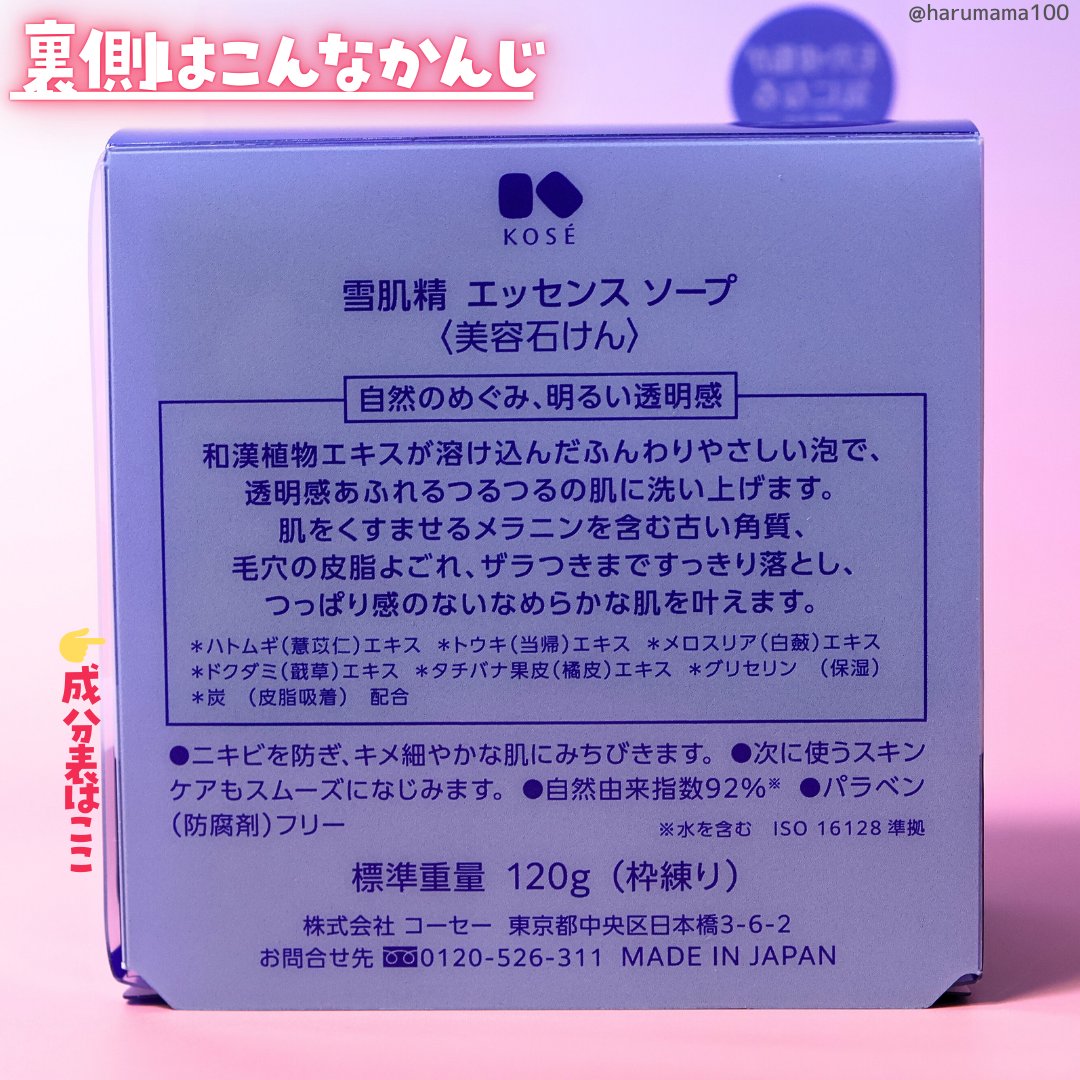 @harumama100
裏側はこんなかんじ
KOSÉ
雪肌精 エッセンス ソープ
〈美容石けん〉
自然のめぐみ、明るい透明感
和漢植物エキスが溶け込んだふんわりやさしい泡で、
透明感あふれるつるつるの肌に洗い上げます。
肌をくすませるメラニンを含む古い角質、
毛穴の皮脂よごれ、ザラつきまですっきり落とし、
つっぱり感のないなめらかな肌を叶えます。
＊ハトムギ(薏苡仁)エキス ＊トウキ(当帰)エキス ＊メロスリア(白蘞)エキス
＊ドクダミ(蕺草)エキス ＊タチバナ果皮(橘皮)エキス ＊グリセリン (保湿)
＊炭 (皮脂吸着) 配合
●ニキビを防ぎ、キメ細やかな肌にみちびきます。 ●次に使うスキン
ケアもスムーズになじみます。 ●自然由来指数92%※ ●パラベン
(防腐剤)フリー ※水を含む ISO 16128 準拠
標準重量 120g (枠練り)
株式会社 コーセー 東京都中央区日本橋3-6-2
お問合せ先 0120-526-311 MADE IN JAPAN
成分表はここ